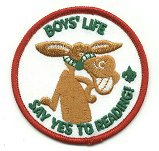 BOYS' LIFE
SAY YES TO READING!